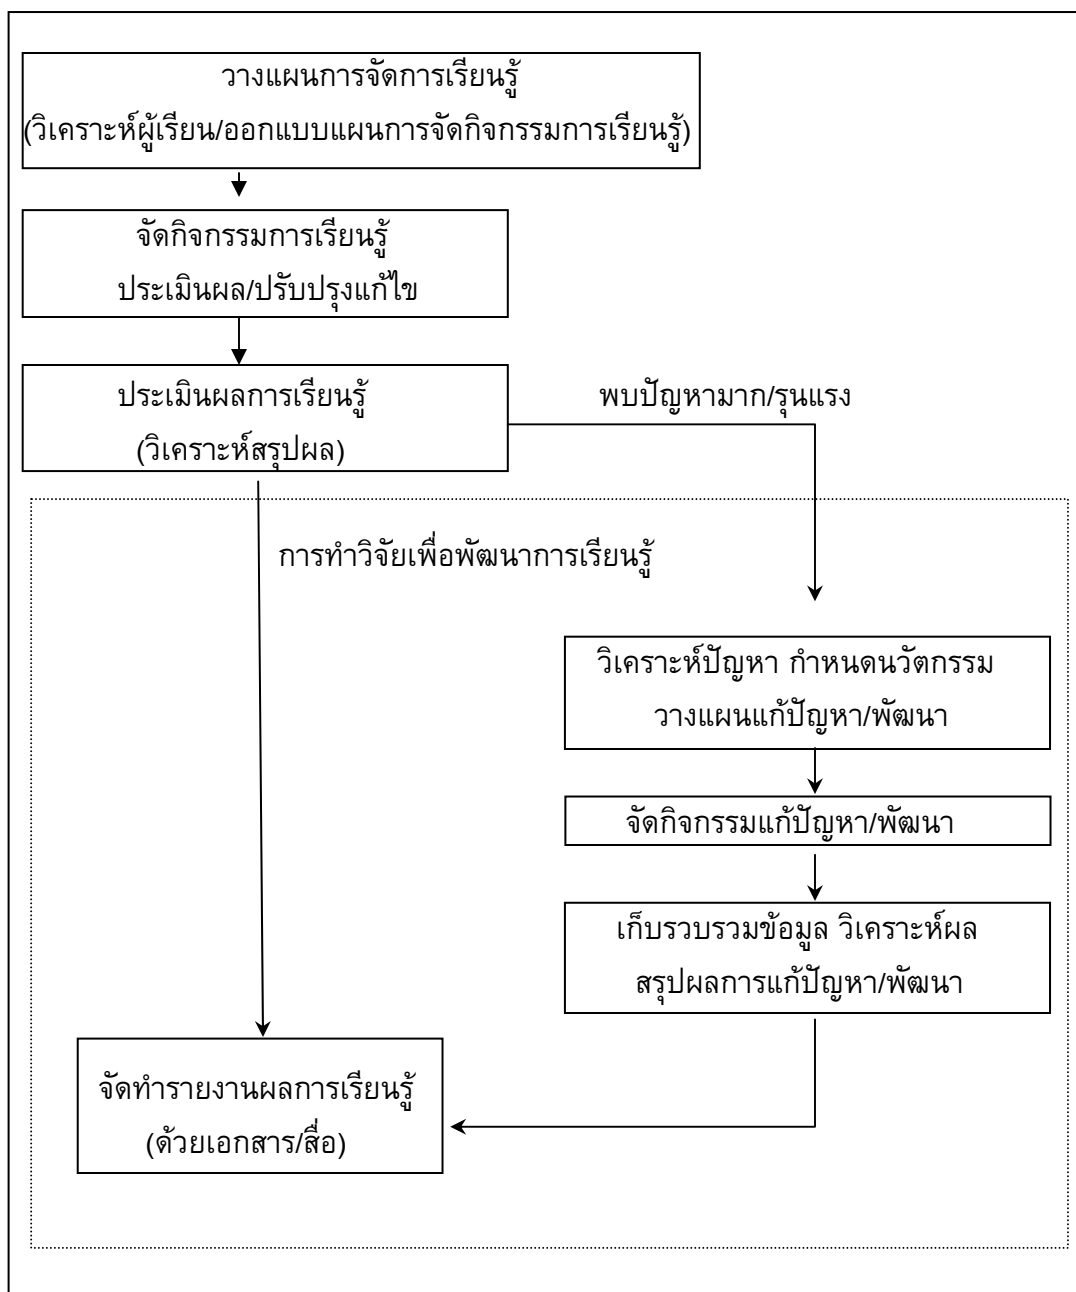 วางแผนการจัดการเรียนรู้
(วิเคราะห์ผู้เรียน/ออกแบบแผนการจัดกิจกรรมการเรียนรู้)
จัดกิจกรรมการเรียนรู้
ประเมินผล/ปรับปรุงแก้ไข
ประเมินผลการเรียนรู้
(วิเคราะห์สรุปผล)
พบปัญหามาก/รุนแรง
การทำวิจัยเพื่อพัฒนาการเรียนรู้
วิเคราะห์ปัญหา กำหนดนวัตกรรม
วางแผนแก้ปัญหา/พัฒนา
จัดกิจกรรมแก้ปัญหา/พัฒนา
เก็บรวบรวมข้อมูล วิเคราะห์ผล
สรุปผลการแก้ปัญหา/พัฒนา
จัดทำรายงานผลการเรียนรู้
(ด้วยเอกสาร/สื่อ)